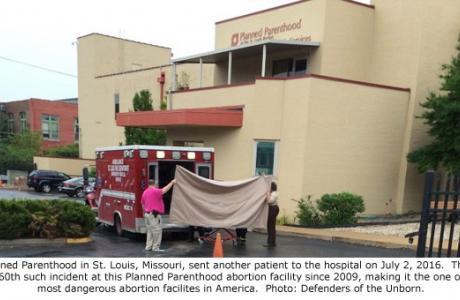 Planned Parenthood
Services
nned Parenthood in St. Louis, Missouri, sent another patient to the hospital on July 2, 2016. Th
60th such incident at this Planned Parenthood abortion facility since 2009, making it the one o
most dangerous abortion facilites in America. Photo: Defenders of the Unborn.